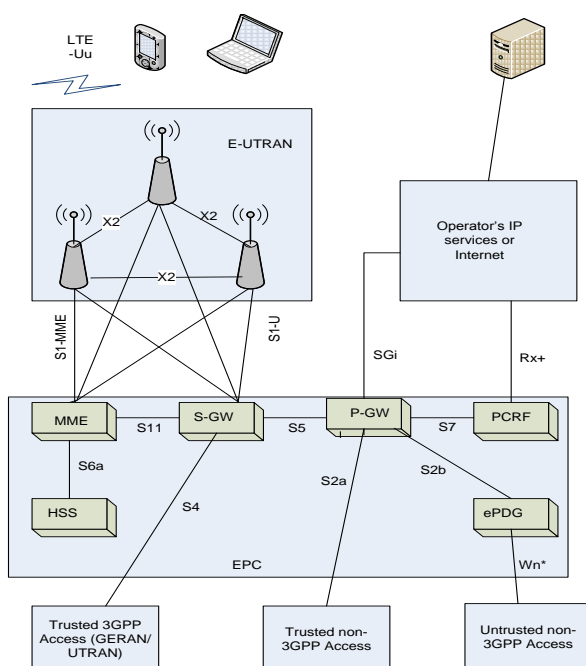 LTE
-Uu
E-UTRAN
X2
X2
X2
Operator's IP
services or
Internet
S1-MME
S1-U
SGi
Rx+
MME
S11
S-GW
S5
P-GW
S7
PCRF
S6a
S4
S2a
S2b
HSS
ePDG
EPC
Wn*
Trusted 3GPP
Access (GERAN/
UTRAN)
Trusted non-
3GPP Access
Untrusted non-
3GPP Access